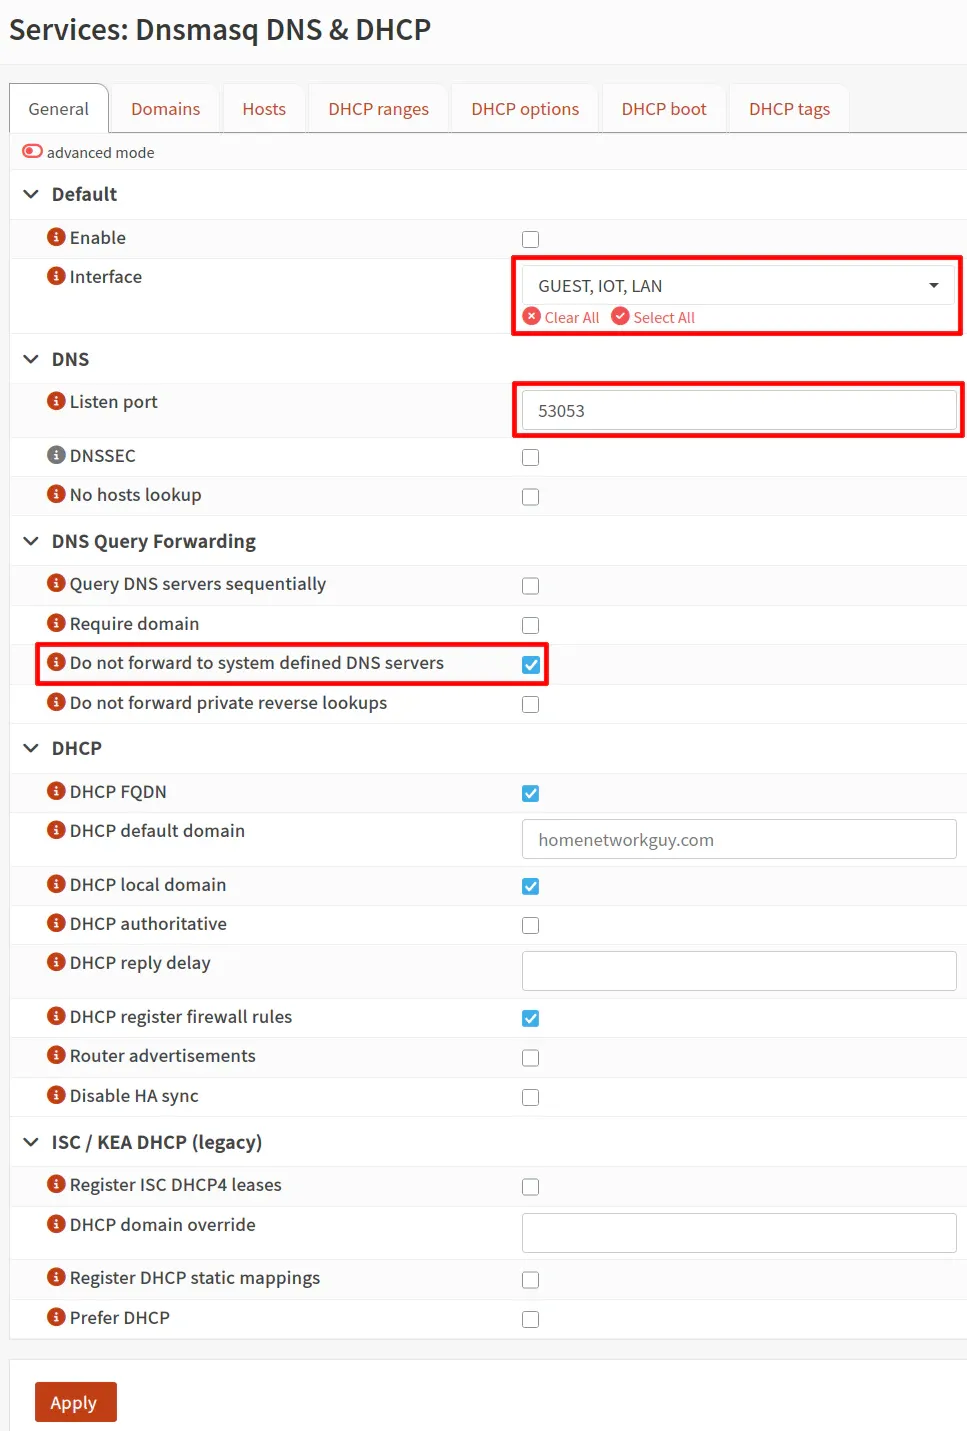 Services: Dnsmasq DNS & DHCP
General
Domains
Hosts
DHCP ranges
DHCP options
DHCP boot
DHCP tags
advanced mode
Default
Enable
Interface
GUEST, IOT, LAN
Clear All Select All
DNS
Listen port
53053
DNSSEC
No hosts lookup
DNS Query Forwarding
Query DNS servers sequentially
Require domain
Do not forward to system defined DNS servers
Do not forward private reverse lookups
DHCP
DHCP FQDN
DHCP default domain
homenetworkguy.com
DHCP local domain
DHCP authoritative
DHCP reply delay
DHCP register firewall rules
Router advertisements
Disable HA sync
ISC / KEA DHCP (legacy)
Register ISC DHCP4 leases
DHCP domain override
Register DHCP static mappings
Prefer DHCP
Apply